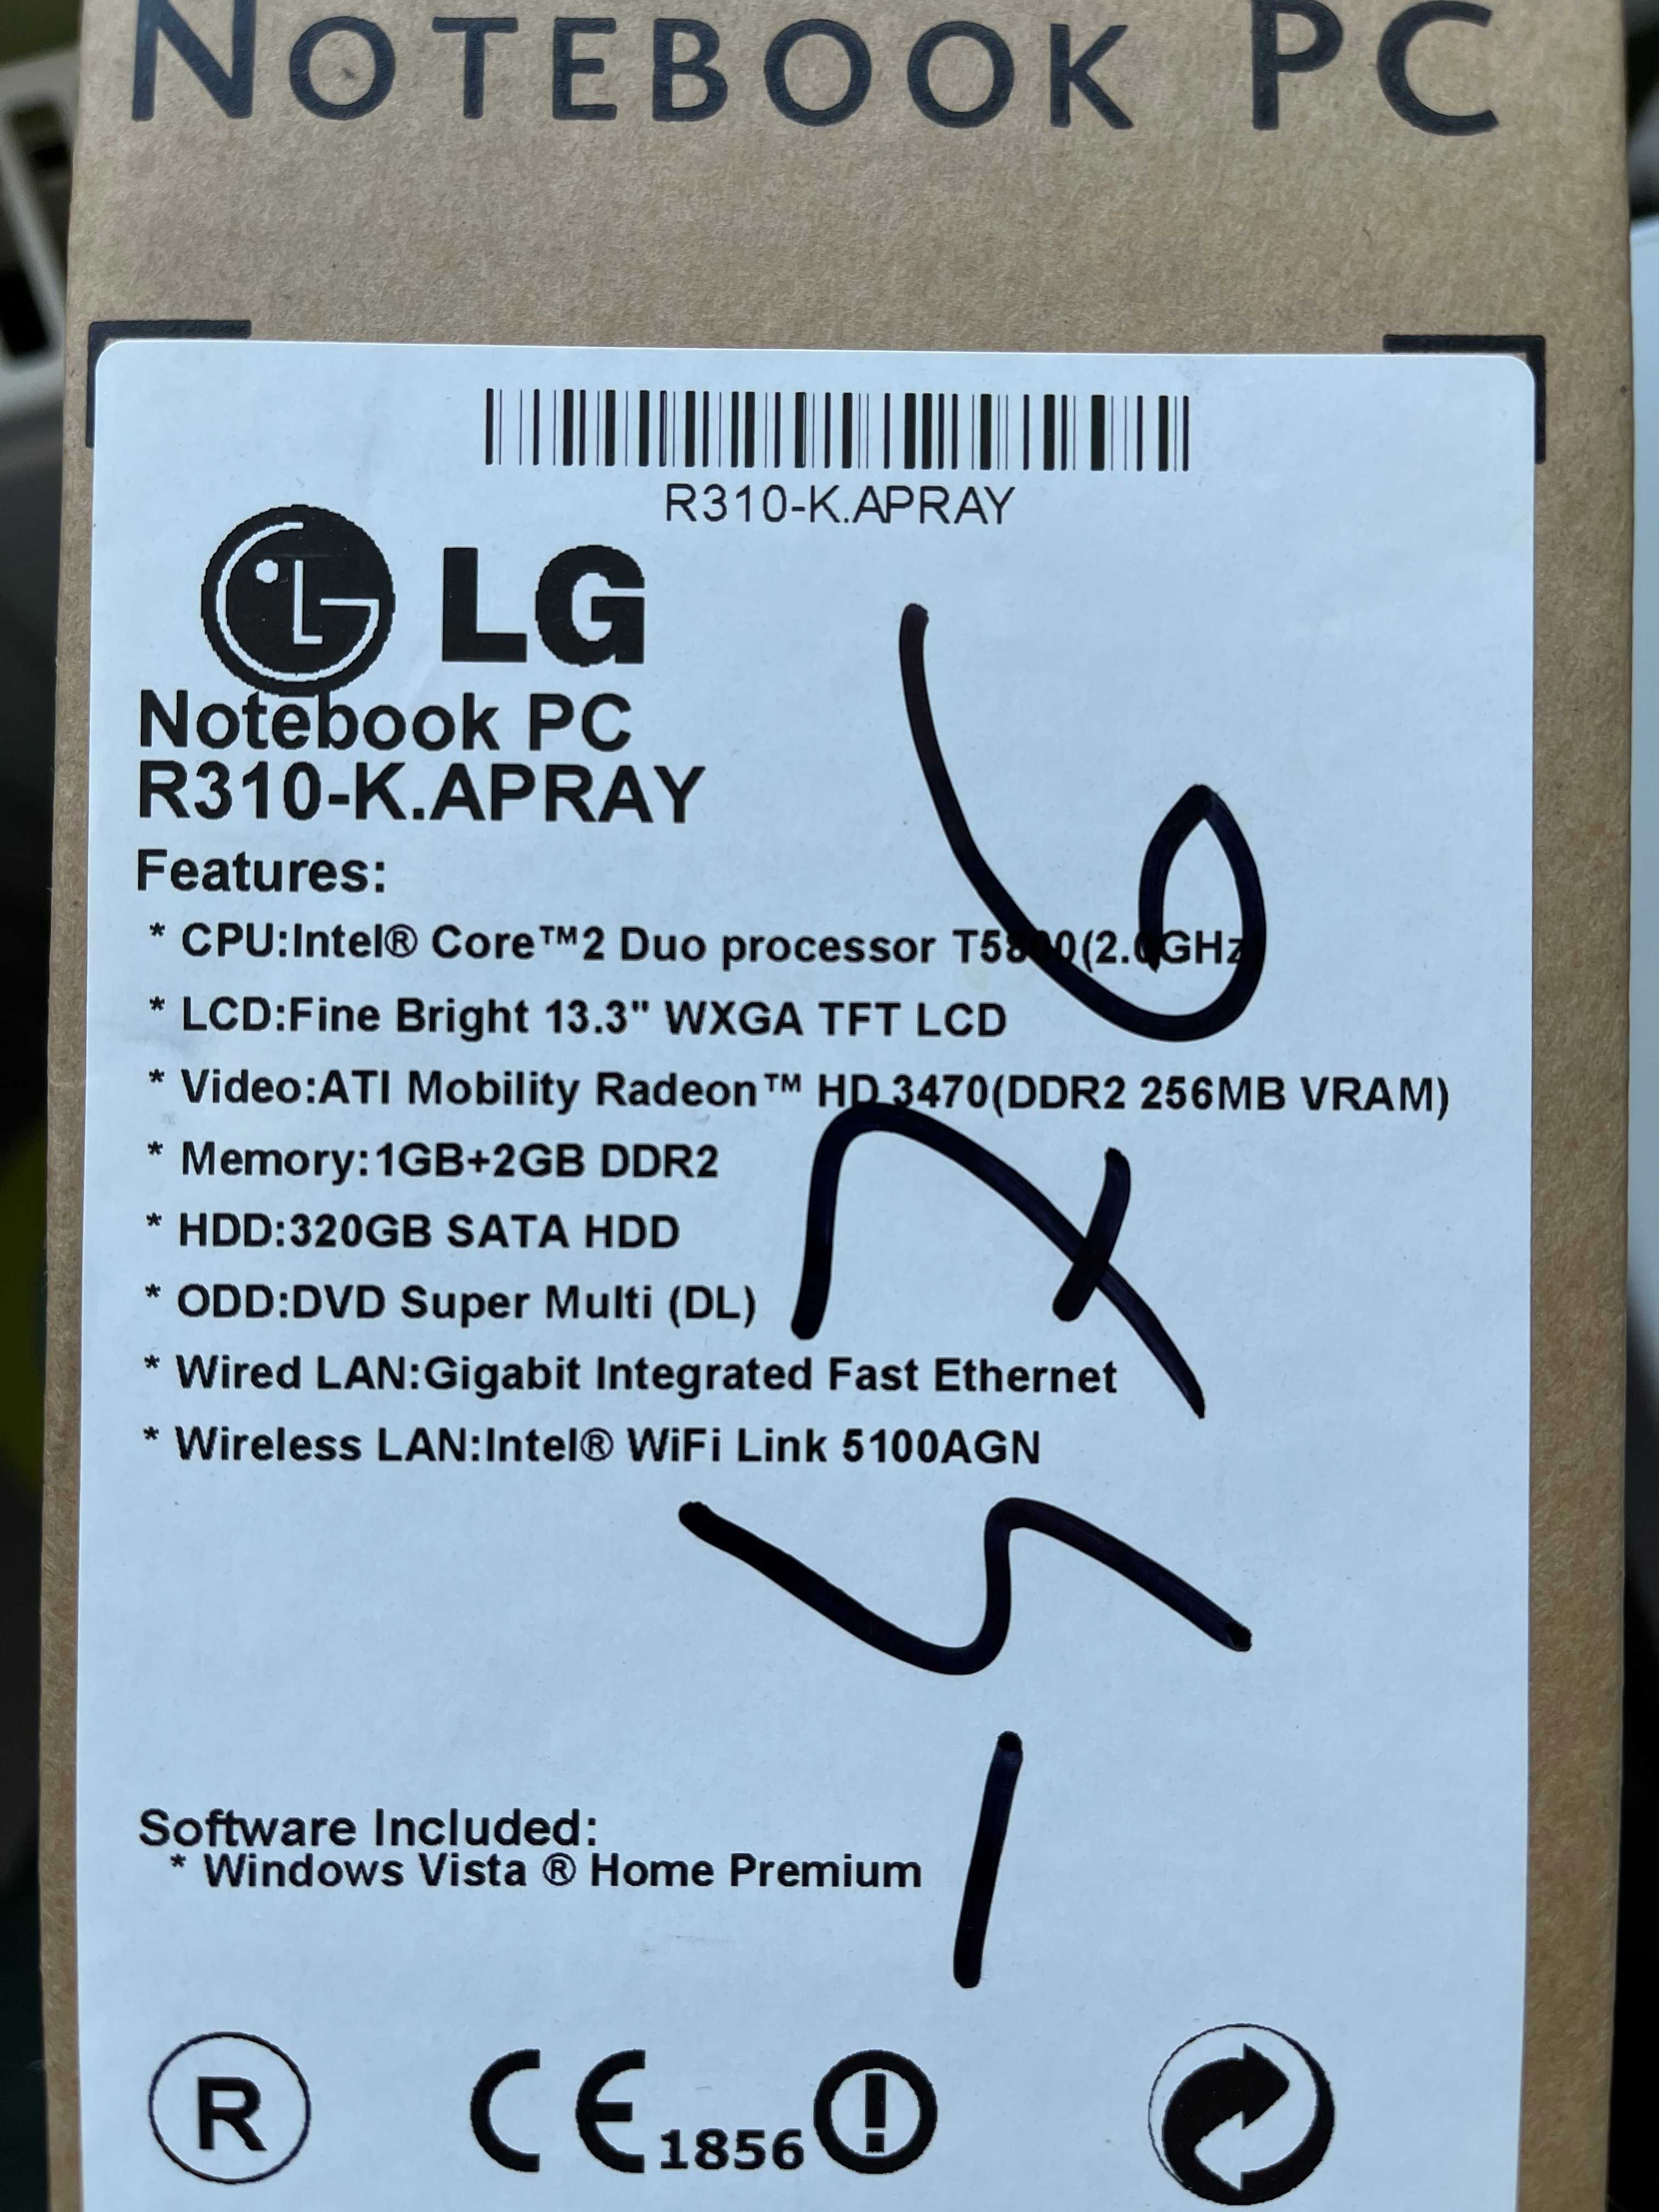 NOTEBOOK PC
R310-K.APRAY
LG
Notebook PC
R310-K.APRAY
Features:
* CPU:Intel® Core™2 Duo processor T5800(2.0GHz)
* LCD:Fine Bright 13.3" WXGA TFT LCD
* Video:ATI Mobility Radeon™ HD 3470(DDR2 256MB VRAM)
* Memory:1GB+2GB DDR2
* HDD:320GB SATA HDD
* ODD:DVD Super Multi (DL)
* Wired LAN:Gigabit Integrated Fast Ethernet
* Wireless LAN:Intel® WiFi Link 5100AGN
Software Included:
* Windows Vista ® Home Premium
R CE 1856 !